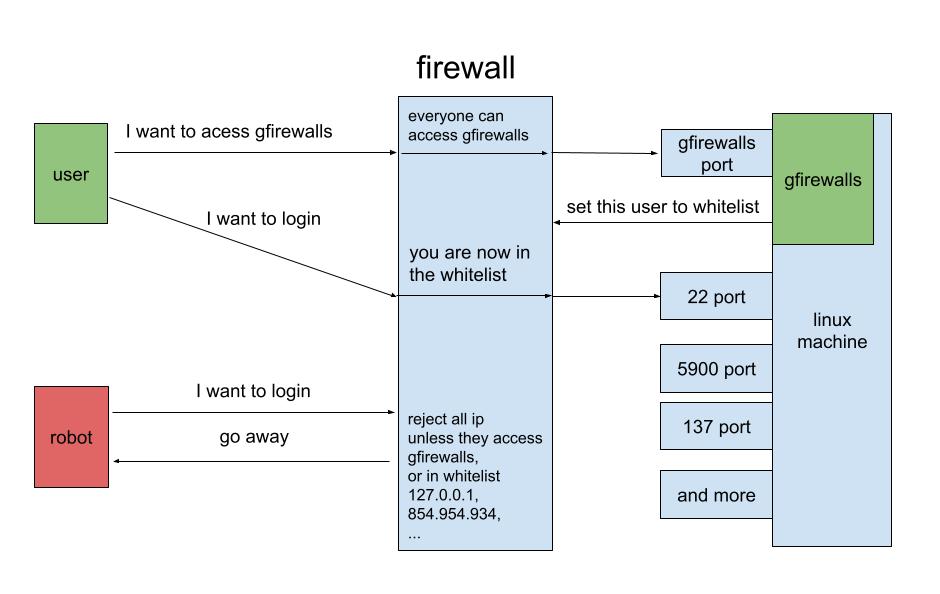 firewall
everyone can
access gfirewalls
I want to acess gfirewalls
user
gfirewalls
port
gfirewalls
set this user to whitelist
I want to login
you are now in
the whitelist
22 port
linux
machine
5900 port
I want to login
robot
go away
reject all ip
unless they access
gfirewalls,
or in whitelist
127.0.0.1,
854.954.934,
...
137 port
and more